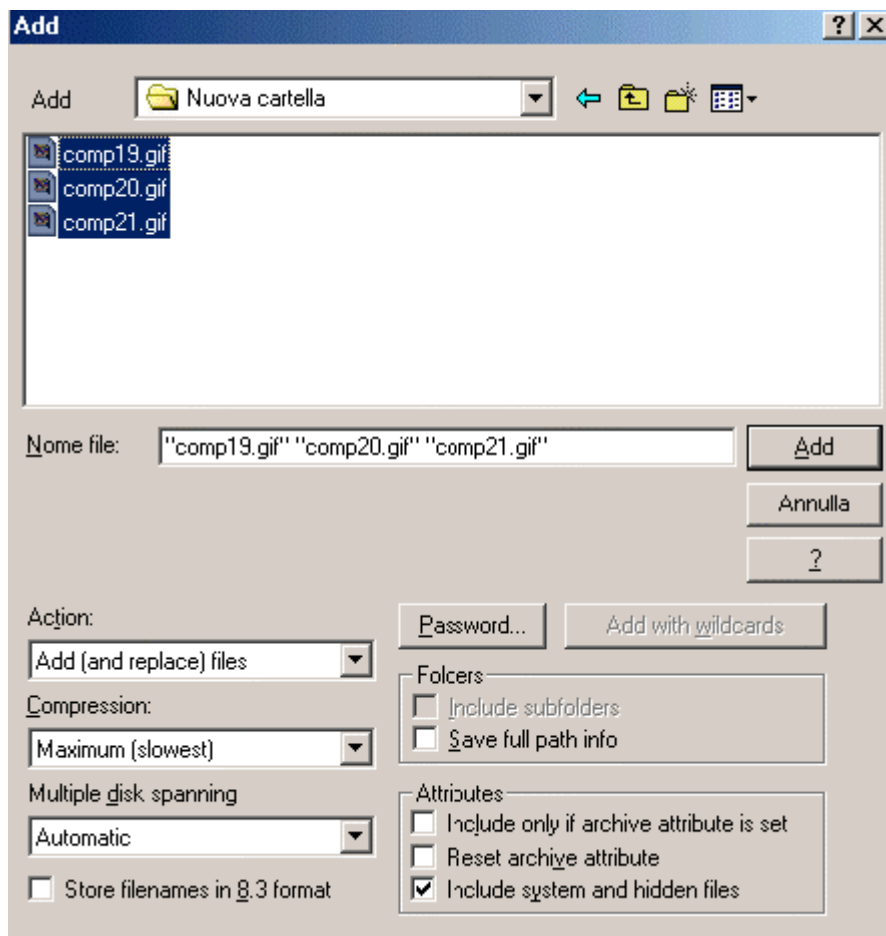 Add
Add Nuova cartella
comp19.gif
comp20.gif
comp21.gif
Nome file: "comp19.gif" "comp20.gif" "comp21.gif" Add
Annulla
?
Action:
Add (and replace) files
Compression:
Maximum (slowest)
Multiple disk spanning
Automatic
Store filenames in 8.3 format
Password... Add with wildcards
Folcers
Include subfolders
Save full path info
Attributes
Include only if archive attribute is set
Reset archive attribute
Include system and hidden files